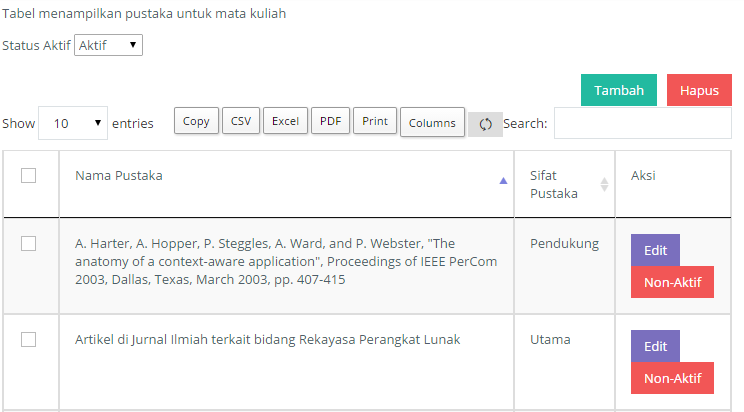 Tabel menampilkan pustaka untuk mata kuliah
Status Aktif Aktif
Tambah Hapus
Show 10 entries Copy CSV Excel PDF Print Columns Search:
Nama Pustaka Sifat Pustaka Aksi
A. Harter, A. Hopper, P. Steggles, A. Ward, and P. Webster, "The
anatomy of a context-aware application", Proceedings of IEEE PerCom
2003, Dallas, Texas, March 2003, pp. 407-415
Pendukung
Edit
Non-Aktif
Artikel di Jurnal Ilmiah terkait bidang Rekayasa Perangkat Lunak
Utama
Edit
Non-Aktif